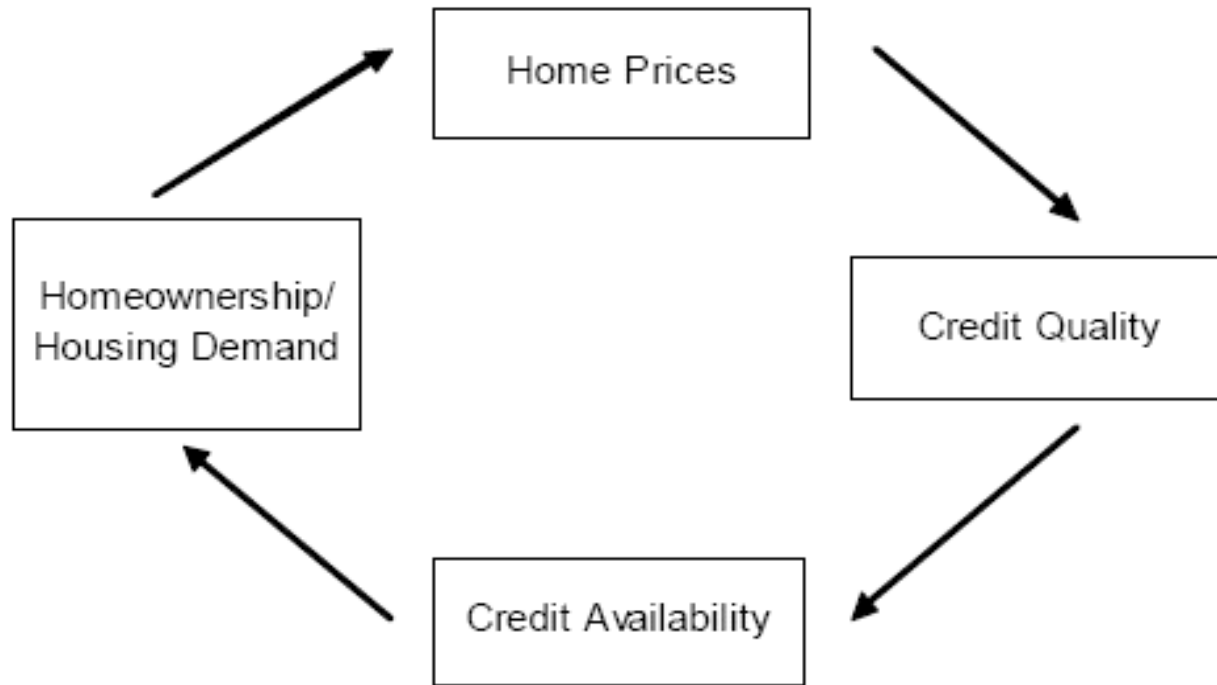 Home Prices
Homeownership/
Housing Demand
Credit Quality
Credit Availability